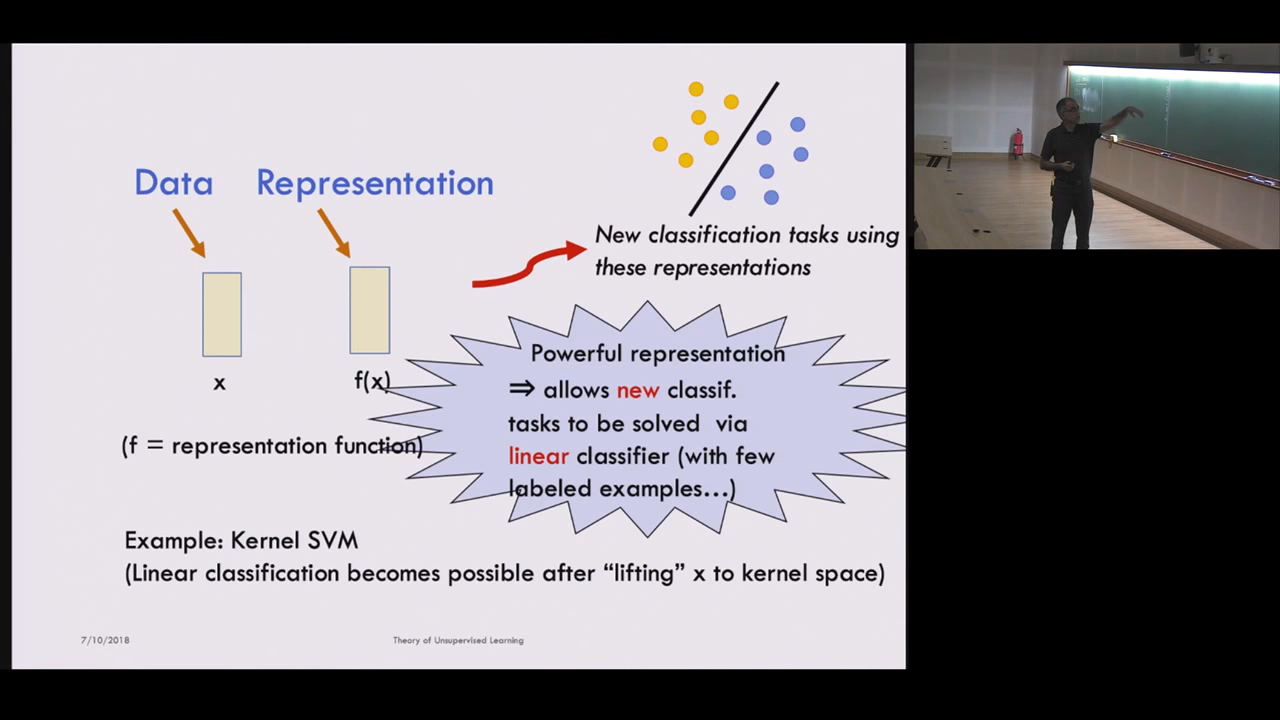 Data
Representation
x
f(x)
(f = representation function)
New classification tasks using
these representations
Powerful representation
⇒ allows new classif.
tasks to be solved via
linear classifier (with few
labeled examples…)
Example: Kernel SVM
(Linear classification becomes possible after “lifting” x to kernel space)
7/10/2018
Theory of Unsupervised Learning